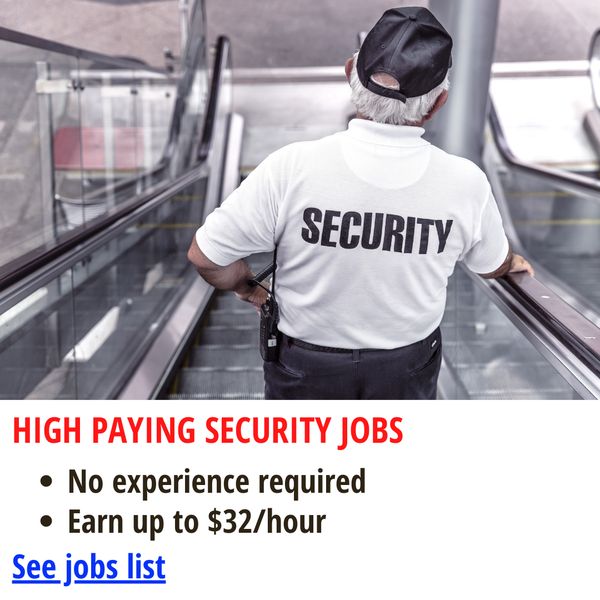 SECURITY
HIGH PAYING SECURITY JOBS
• No experience required
• Earn up to $32/hour
See jobs list